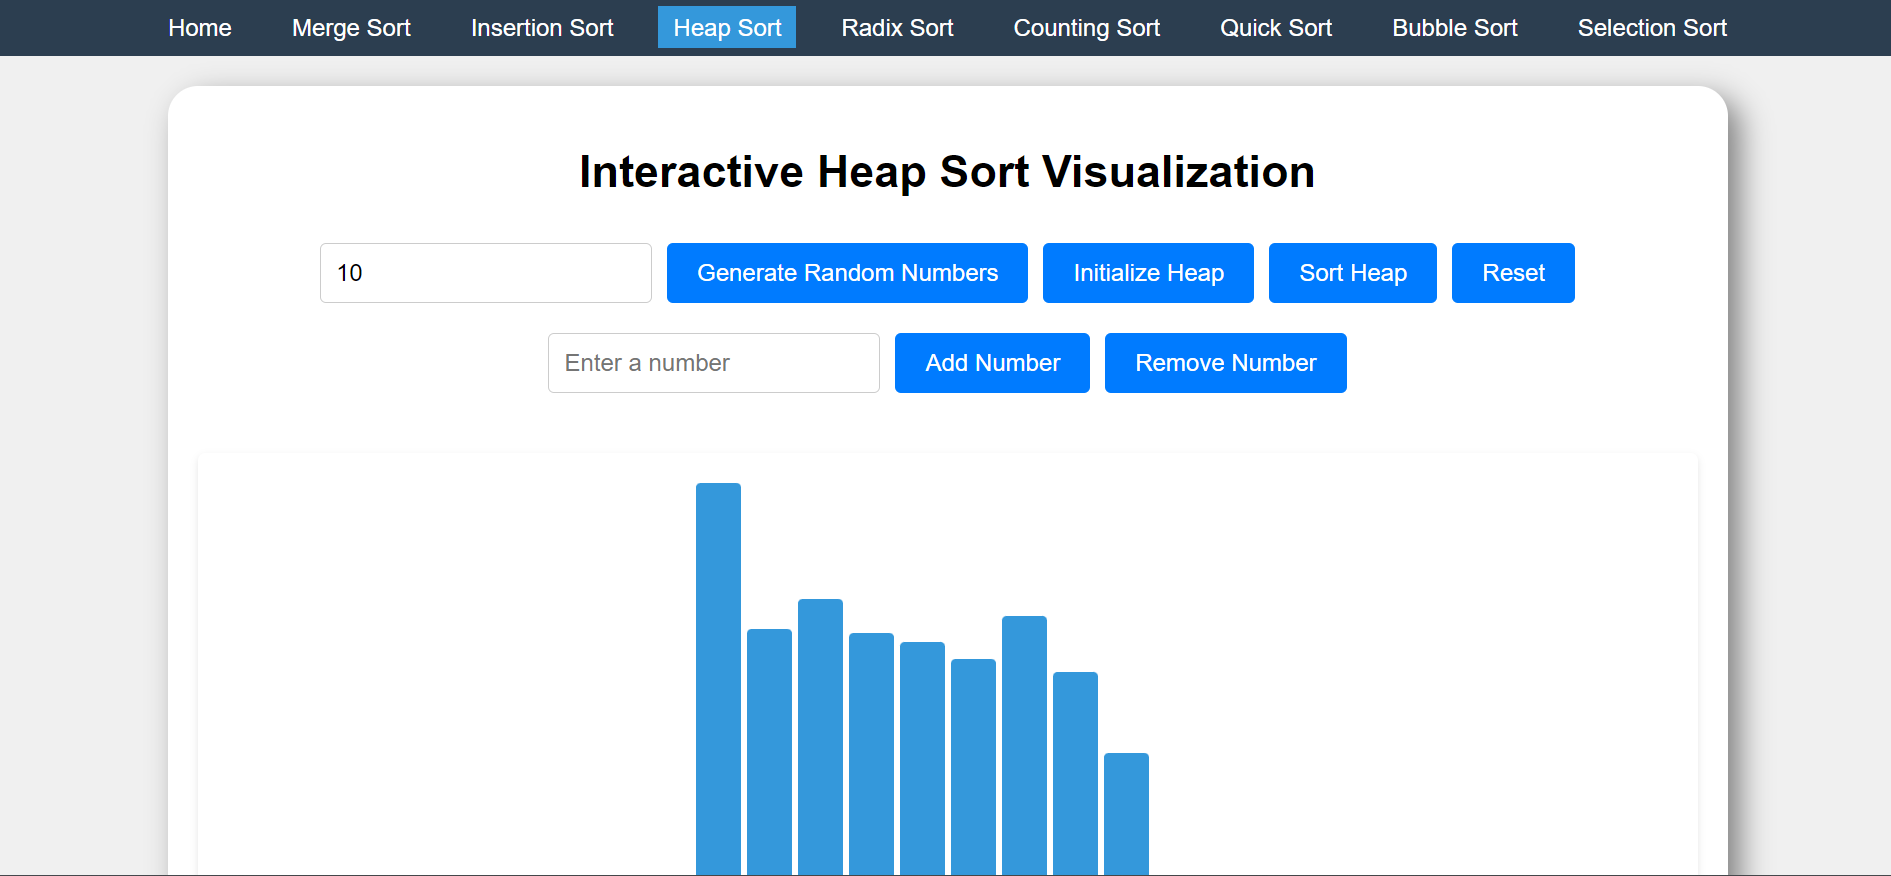 Home Merge Sort Insertion Sort Heap Sort Radix Sort Counting Sort Quick Sort Bubble Sort Selection Sort
Interactive Heap Sort Visualization
10 Generate Random Numbers Initialize Heap Sort Heap Reset
Enter a number Add Number Remove Number